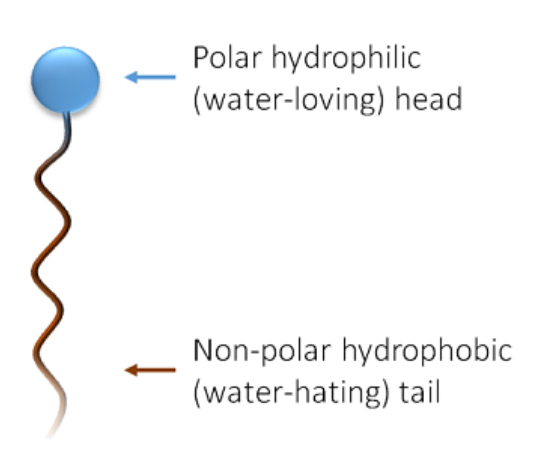 Polar hydrophilic
(water-loving) head
Non-polar hydrophobic
(water-hating) tail